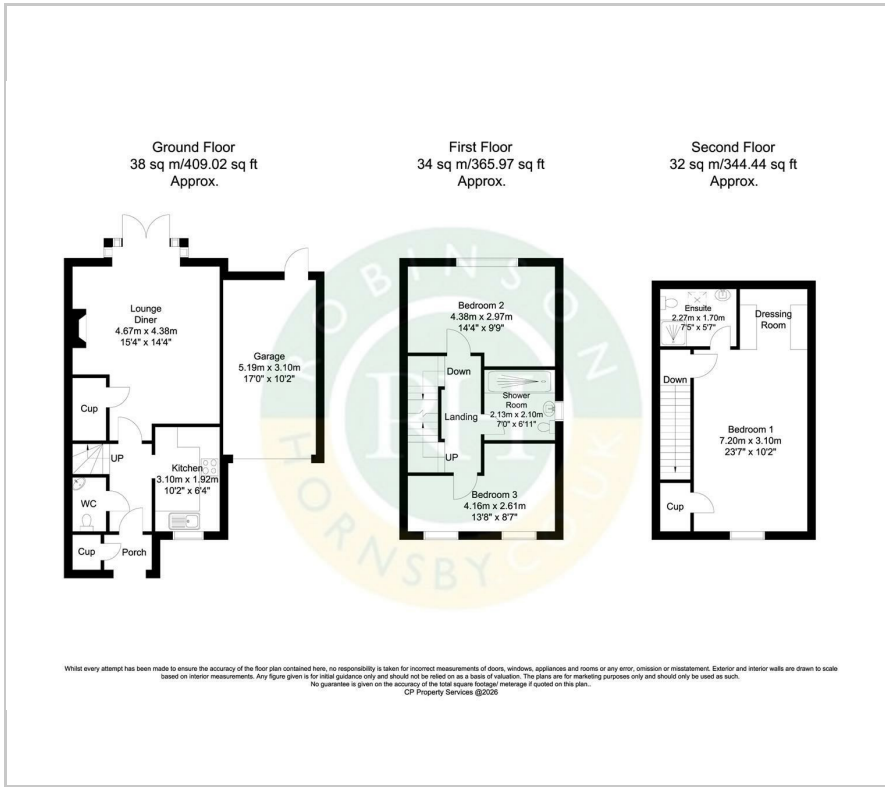 Ground Floor
38 sq m/409.02 sq ft
Approx.
First Floor
34 sq m/365.97 sq ft
Approx.
Second Floor
32 sq m/344.44 sq ft
Approx.
Lounge
Diner
4.67m x 4.38m
15'4" x 14'4"
Garage
5.19m x 3.10m
17'0" x 10'2"
Cup
UP
Kitchen
3.10m x 1.92m
10'2" x 6'4"
WC
Cup
Porch
Bedroom 2
4.38m x 2.97m
14'4" x 9'9"
Down
Landing
Shower
Room
2.13m x 2.10m
7'0" x 6'11"
UP
Bedroom 3
4.16m x 2.61m
13'8" x 8'7"
Ensuite
2.27m x 1.70m
7'5" x 5'7"
Dressing
Room
Down
Bedroom 1
7.20m x 3.10m
23'7" x 10'2"
Cup
ROBINSON
RH
HORNSBY.CO.UK
Whilst every attempt has been made to ensure the accuracy of the floor plan contained here, no responsibility is taken for incorrect measurements of doors, windows, appliances and rooms or any error, omission or misstatement. Exterior and interior walls are drawn to scale
based on interior measurements. Any figure given is for initial guidance only and should not be relied on as a basis of valuation. The plans are for marketing purposes only and should only be used as such.
No guarantee is given on the accuracy of the total square footage/ meterage if quoted on this plan..
CP Property Services @2026